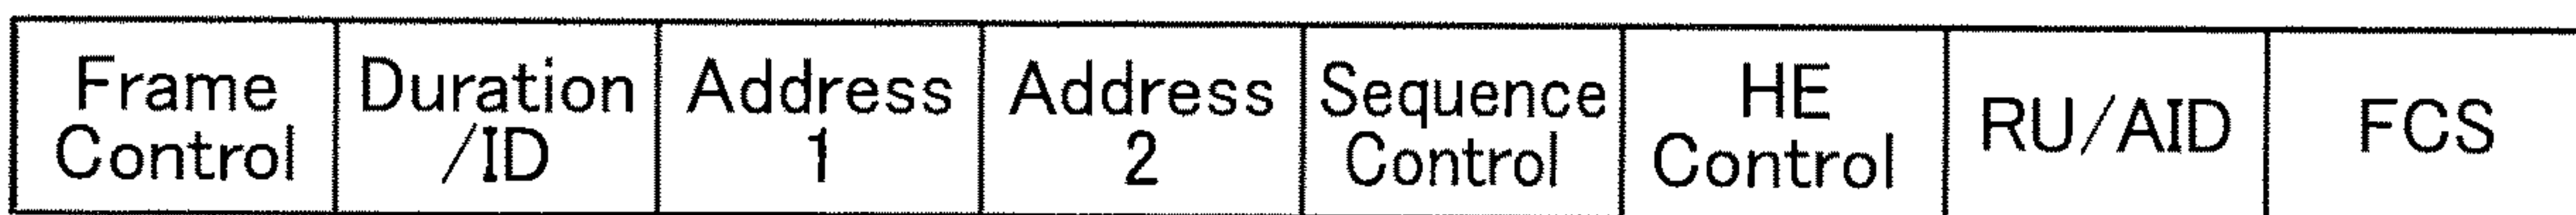 Frame
Control
Duration
/ID
Address
1
Address
2
Sequence
Control
HE
Control
RU/AID
FCS